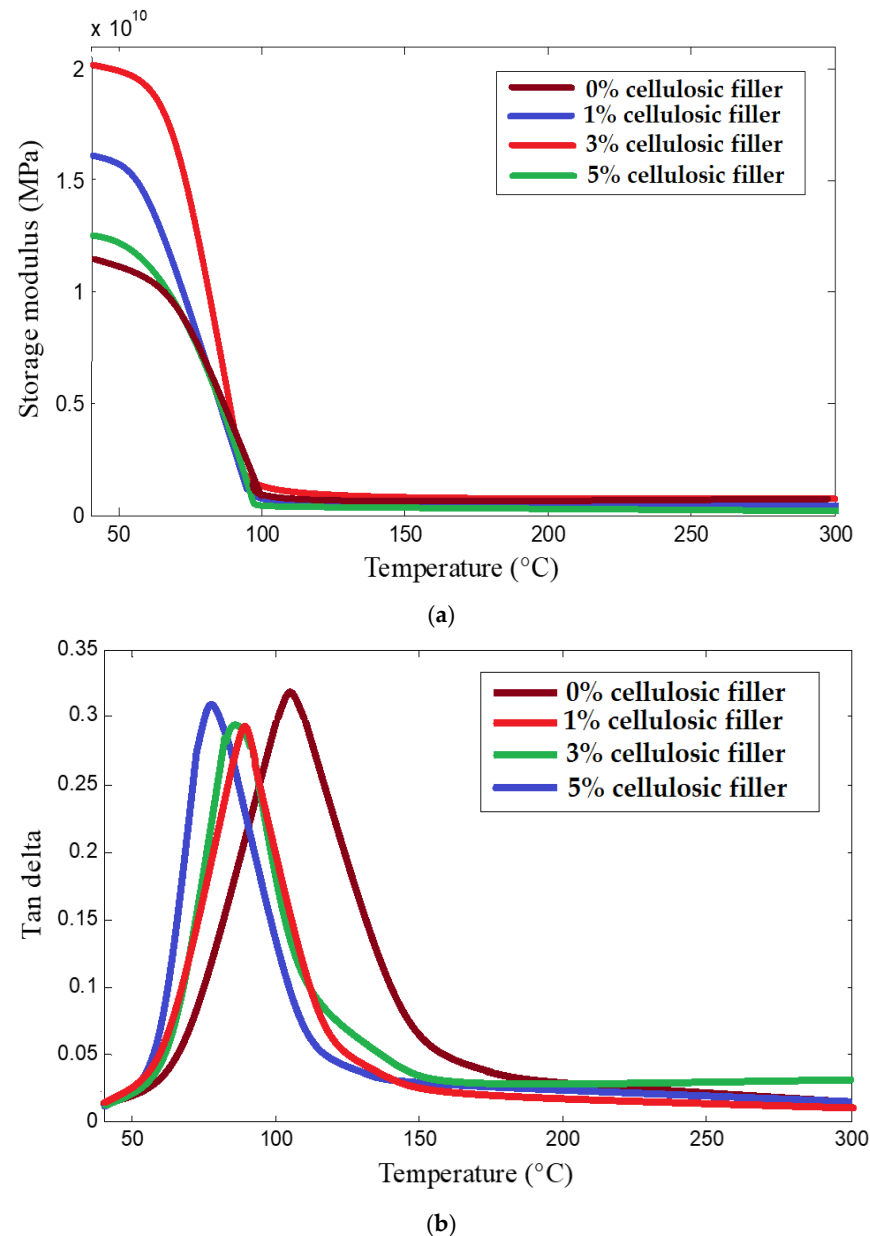 x 10¹⁰
2
1.5
1
0.5
0
Storage modulus (MPa)
0% cellulosic filler
1% cellulosic filler
3% cellulosic filler
5% cellulosic filler
50 100 150 200 250 300
Temperature (°C)
(a)
0.35
0.3
0.25
0.2
0.15
0.1
0.05
0
Tan delta
0% cellulosic filler
1% cellulosic filler
3% cellulosic filler
5% cellulosic filler
50 100 150 200 250 300
Temperature (°C)
(b)